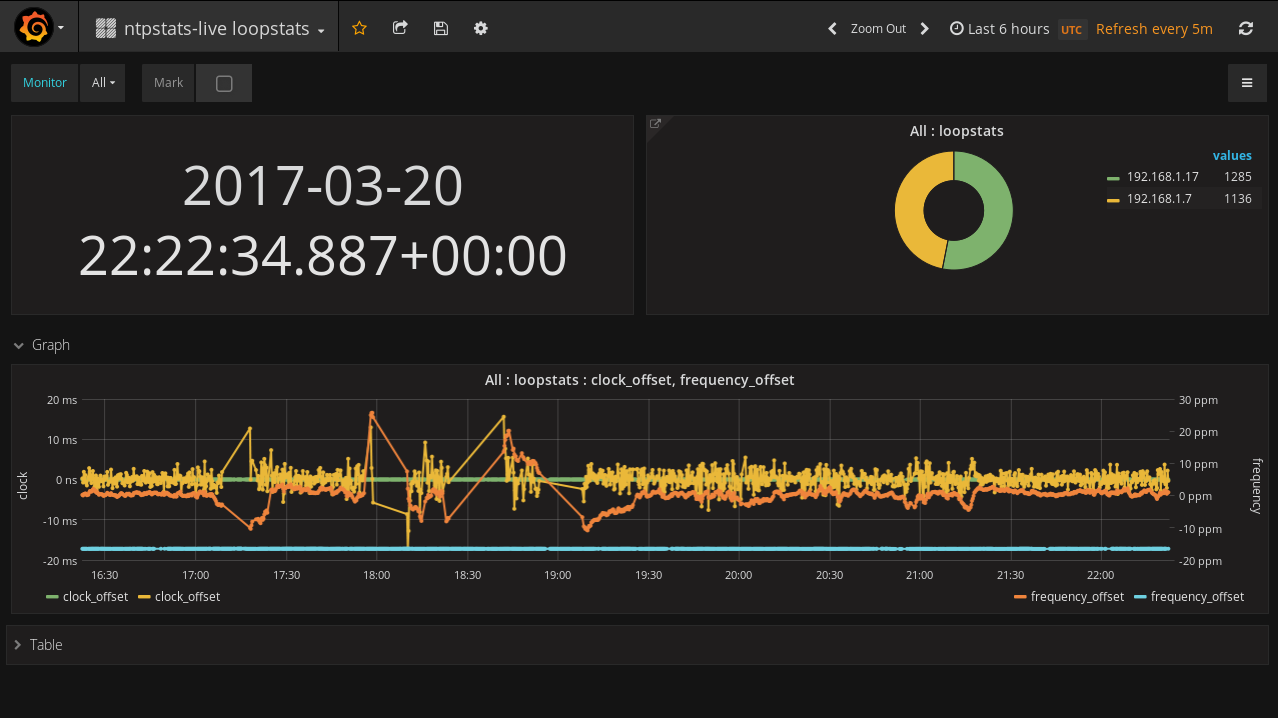 ntpstats-live loopstats
Zoom Out
Last 6 hours UTC Refresh every 5m
Monitor All Mark
2017-03-20
22:22:34.887+00:00
All : loopstats
values
192.168.1.17 1285
192.168.1.7 1136
Graph
All : loopstats : clock_offset, frequency_offset
20 ms 30 ppm
20 ppm
10 ms
10 ppm
clock 0 ns frequency
0 ppm
-10 ms
-10 ppm
-20 ms -20 ppm
16:30 17:00 17:30 18:00 18:30 19:00 19:30 20:00 20:30 21:00 21:30 22:00
clock_offset clock_offset frequency_offset frequency_offset
Table